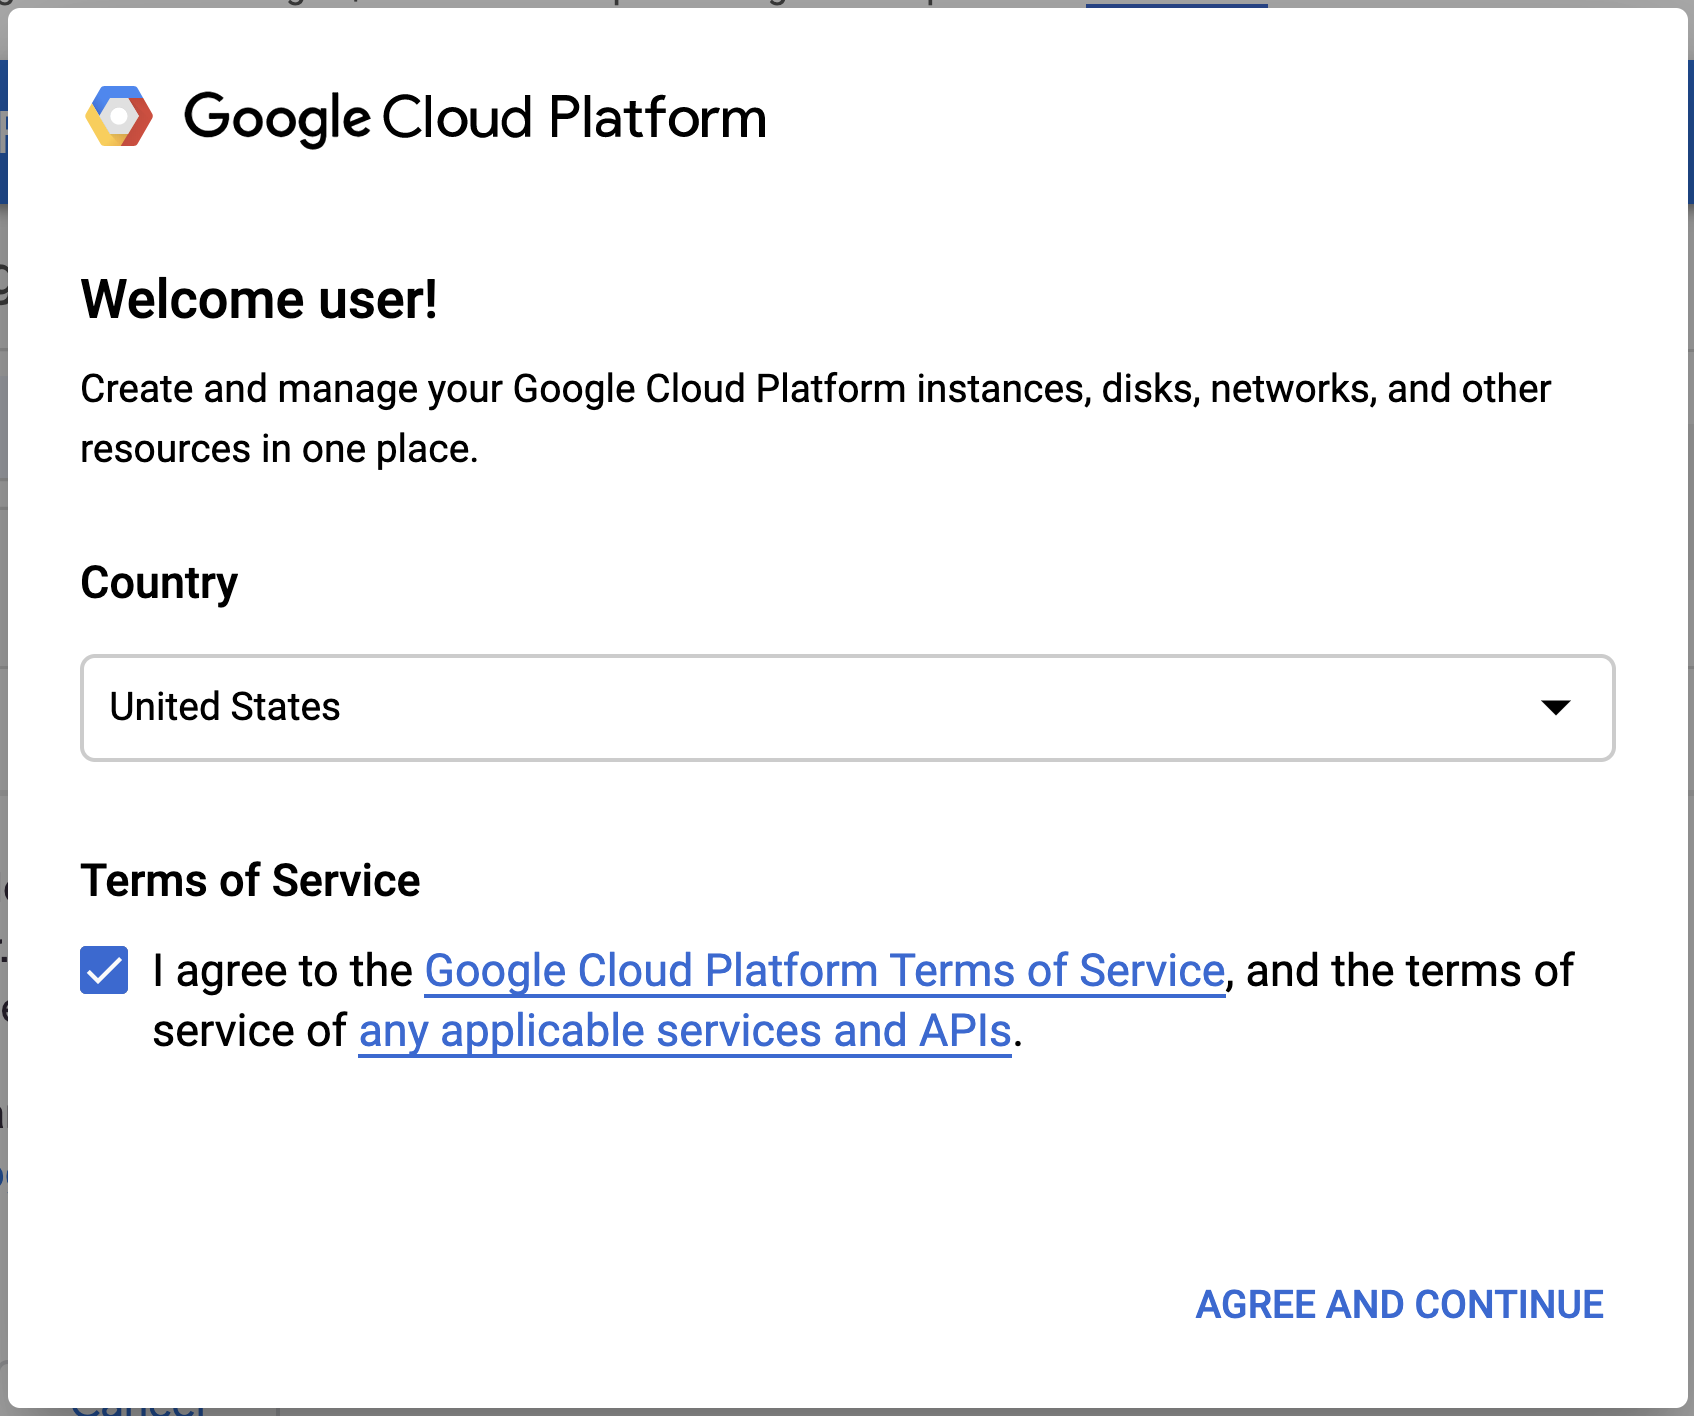 Google Cloud Platform
Welcome user!
Create and manage your Google Cloud Platform instances, disks, networks, and other
resources in one place.
Country
United States
Terms of Service
I agree to the Google Cloud Platform Terms of Service, and the terms of
service of any applicable services and APIs.
AGREE AND CONTINUE
Cancel